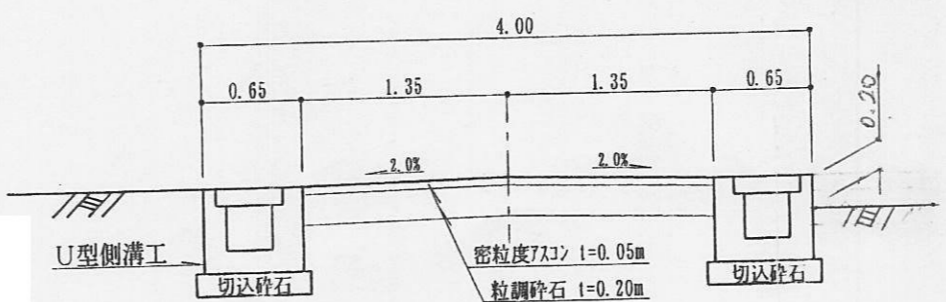 4.00
0.65
1.35
1.35
0.65
0.20
2.0%
2.0%
U型側溝工
密粒度アスコン t=0.05m
切込砕石
切込砕石
粒調砕石 t=0.20m